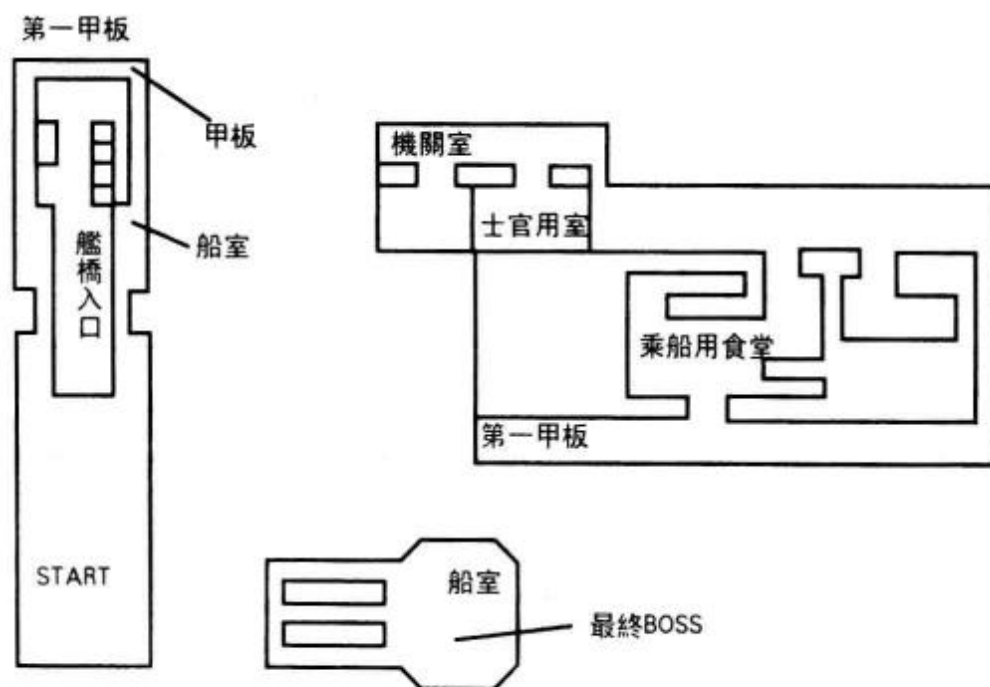 第一甲板
甲板
船室
艦橋入口
START
機關室
士官用室
乘船用食堂
第一甲板
船室
最終BOSS